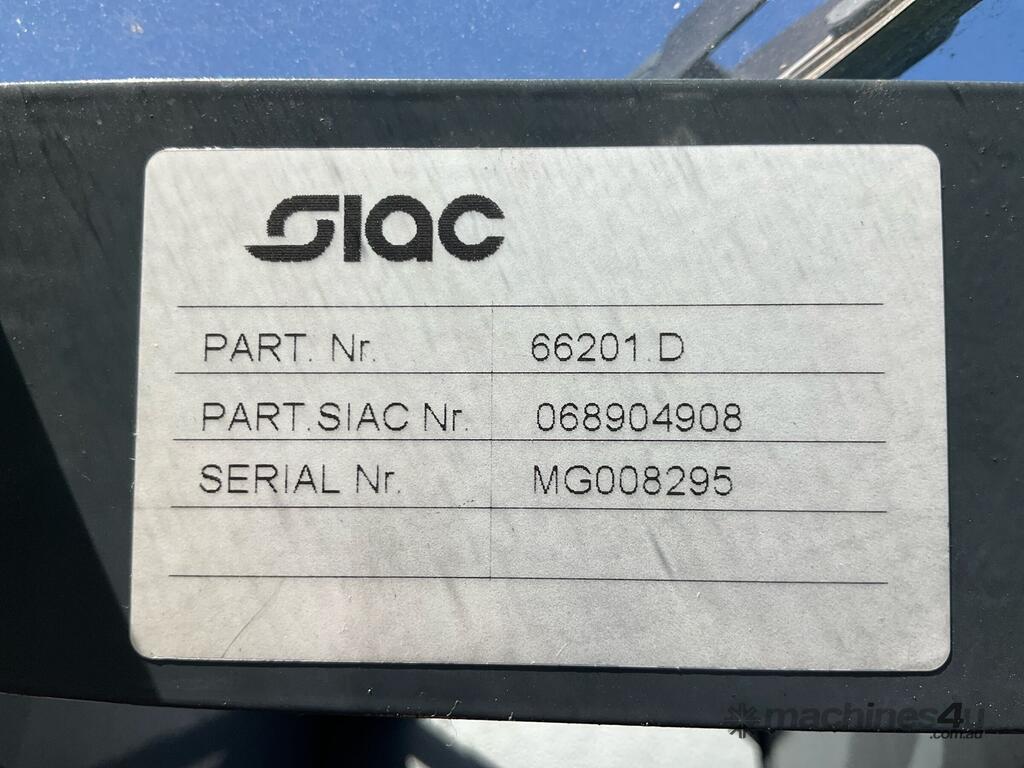 SIAC
PART. Nr. 66201.D
PART.SIAC Nr. 068904908
SERIAL Nr. MG008295
machines4u
.com.au